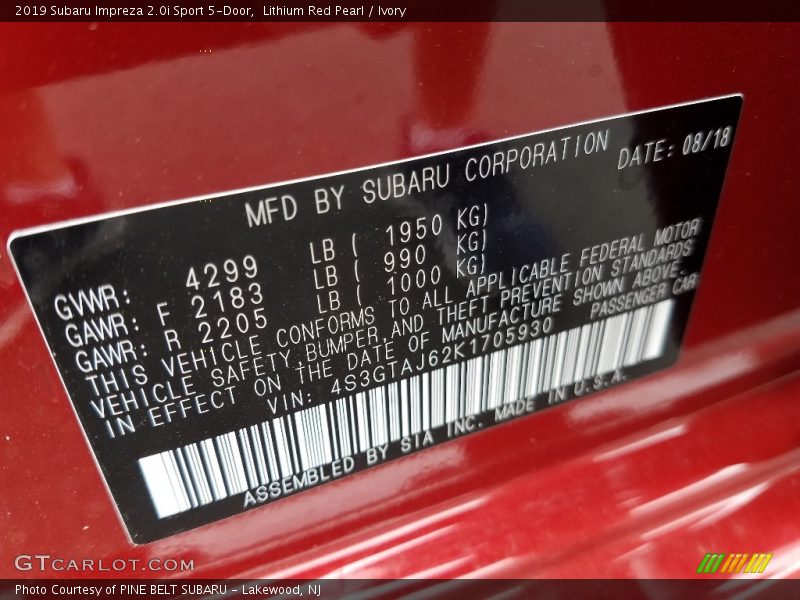 2019 Subaru Impreza 2.0i Sport 5-Door, Lithium Red Pearl / Ivory
MFD BY SUBARU CORPORATION DATE: 08/18
GVWR: 4299 LB ( 1950 KG)
GAWR: F 2183 LB ( 990 KG)
GAWR: R 2205 LB ( 1000 KG)
THIS VEHICLE CONFORMS TO ALL APPLICABLE FEDERAL MOTOR
VEHICLE SAFETY BUMPER,AND THEFT PREVENTION STANDARDS
IN EFFECT ON THE DATE OF MANUFACTURE SHOWN ABOVE.
VIN: 4S3GTAJ62K1705930 PASSENGER CAR
ASSEMBLED BY SIA INC. MADE IN U.S.A.
GTCARLOT.COM
Photo Courtesy of PINE BELT SUBARU - Lakewood, NJ